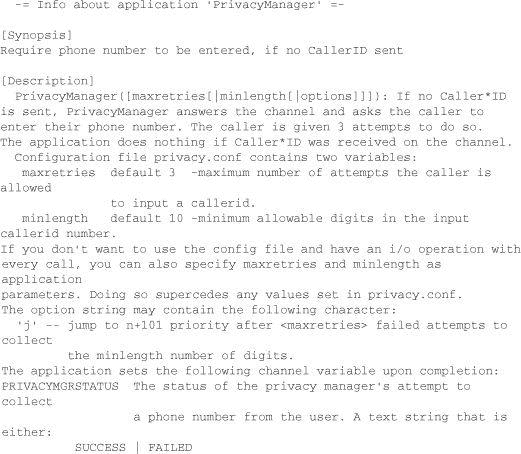 -= Info about application 'PrivacyManager' =-
[Synopsis]
Require phone number to be entered, if no CallerID sent
[Description]
PrivacyManager([maxretries[|minlength[|options]]]): If no Caller*ID
is sent, PrivacyManager answers the channel and asks the caller to
enter their phone number. The caller is given 3 attempts to do so.
The application does nothing if Caller*ID was received on the channel.
Configuration file privacy.conf contains two variables:
maxretries default 3 -maximum number of attempts the caller is
allowed
to input a callerid.
minlength default 10 -minimum allowable digits in the input
callerid number.
If you don't want to use the config file and have an i/o operation with
every call, you can also specify maxretries and minlength as
application
parameters. Doing so supercedes any values set in privacy.conf.
The option string may contain the following character:
'j' -- jump to n+101 priority after <maxretries> failed attempts to
collect
the minlength number of digits.
The application sets the following channel variable upon completion:
PRIVACYMGRSTATUS The status of the privacy manager's attempt to
collect
a phone number from the user. A text string that is
either:
SUCCESS | FAILED